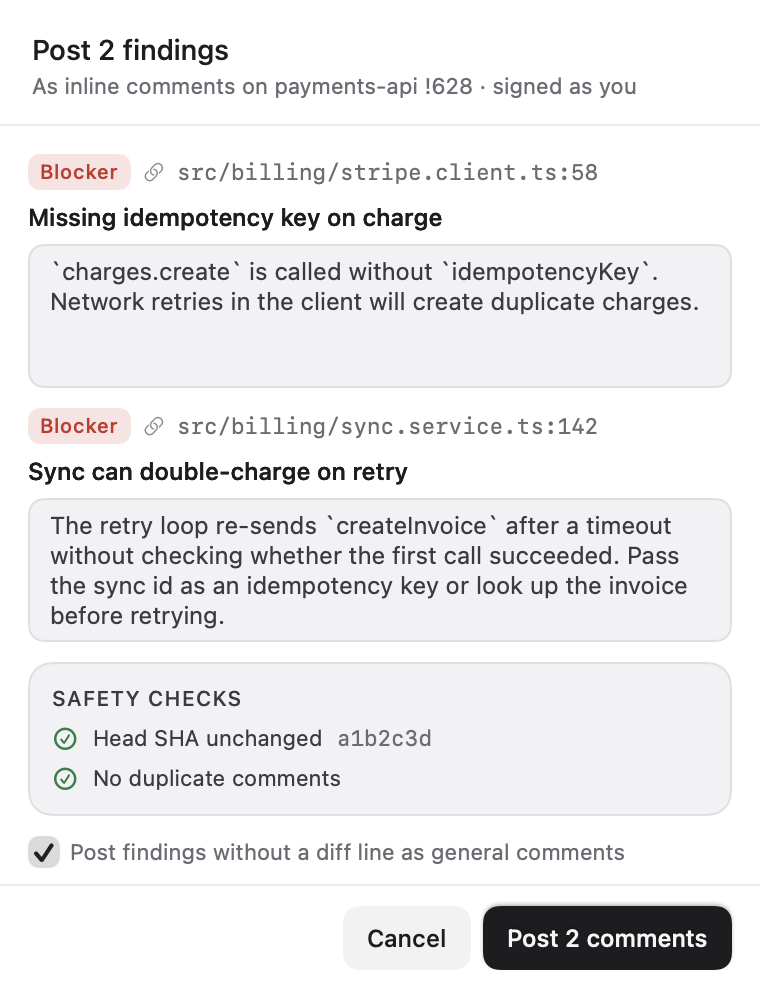 Post 2 findings
As inline comments on payments-api !628 · signed as you
Blocker src/billing/stripe.client.ts:58
Missing idempotency key on charge
`charges.create` is called without `idempotencyKey`.
Network retries in the client will create duplicate charges.
Blocker src/billing/sync.service.ts:142
Sync can double-charge on retry
The retry loop re-sends `createInvoice` after a timeout
without checking whether the first call succeeded. Pass
the sync id as an idempotency key or look up the invoice
before retrying.
SAFETY CHECKS
Head SHA unchanged a1b2c3d
No duplicate comments
Post findings without a diff line as general comments
Cancel Post 2 comments